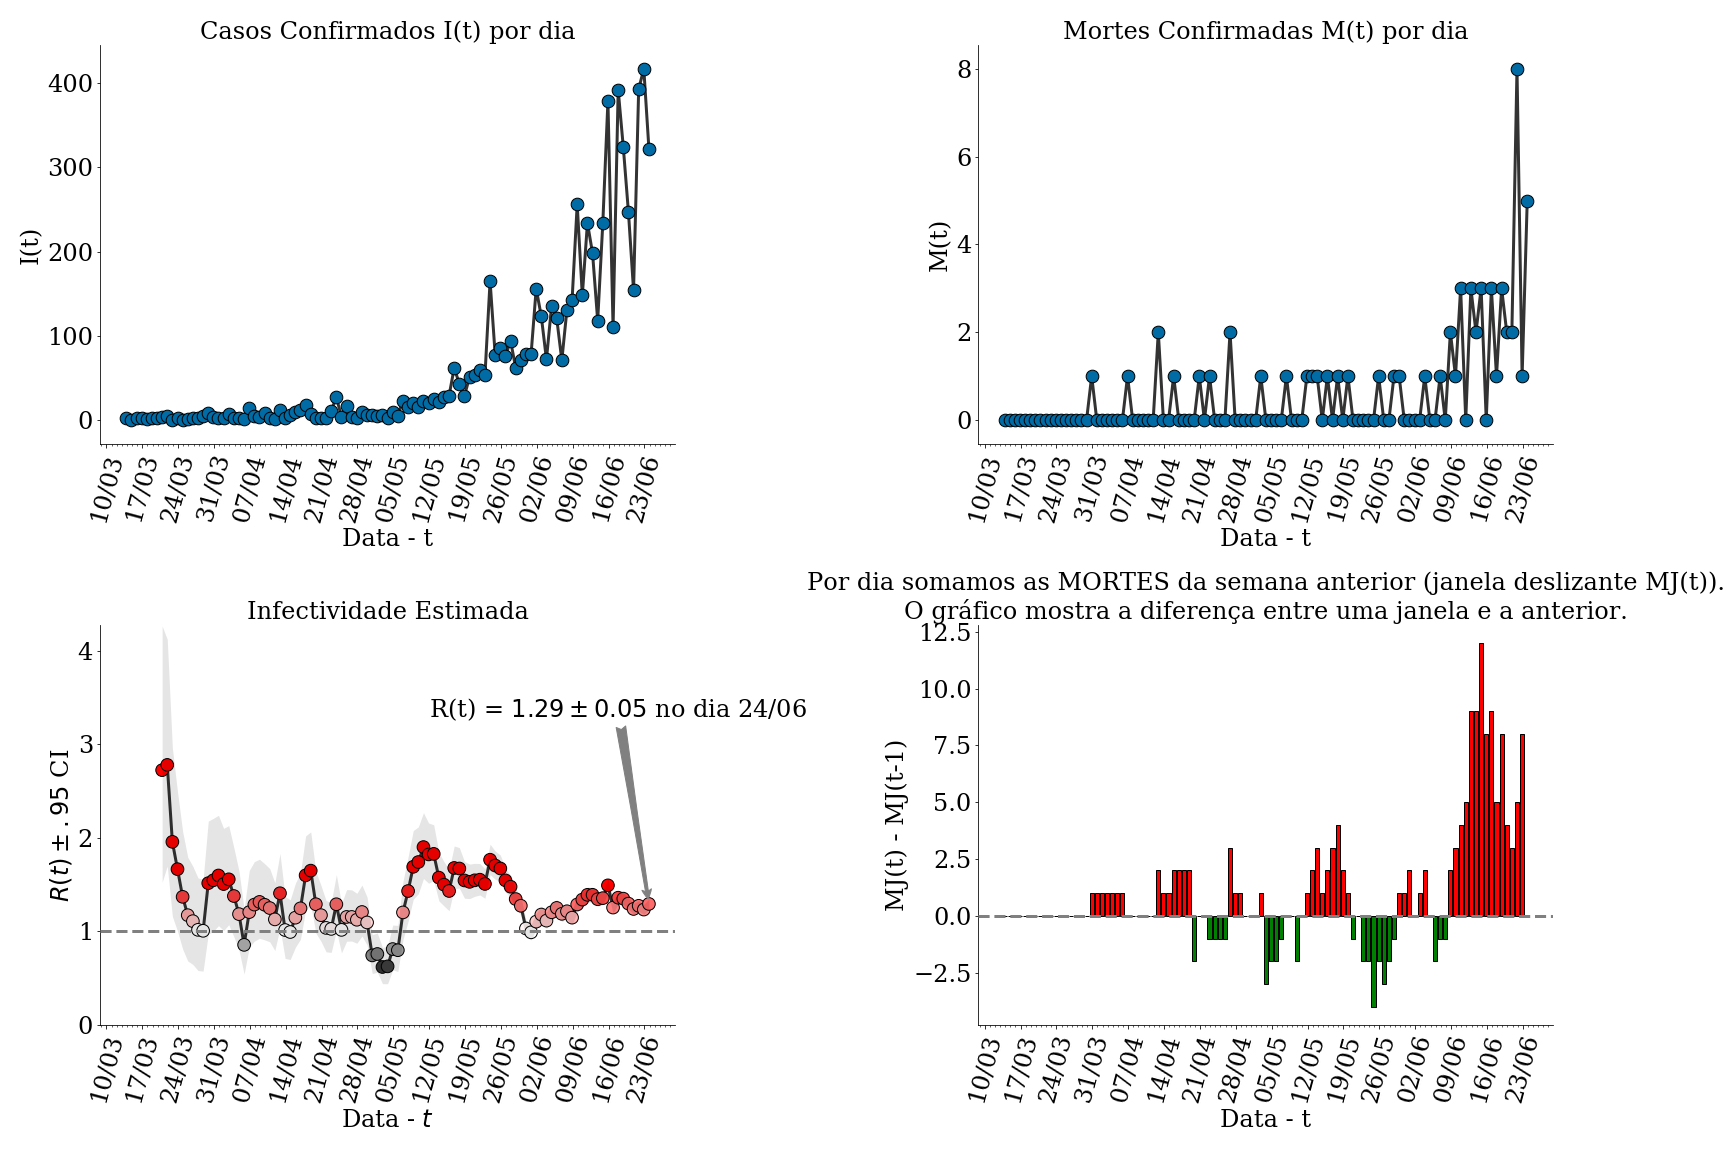 Casos Confirmados I(t) por dia
I(t)
400
300
200
100
0
10/03 17/03 24/03 31/03 07/04 14/04 21/04 28/04 05/05 12/05 19/05 26/05 02/06 09/06 16/06 23/06
Data - t
Mortes Confirmadas M(t) por dia
M(t)
8
6
4
2
0
10/03 17/03 24/03 31/03 07/04 14/04 21/04 28/04 05/05 12/05 19/05 26/05 02/06 09/06 16/06 23/06
Data - t
Infectividade Estimada
R(t) ± .95 CI
4
3
2
1
0
R(t) = 1.29 ± 0.05 no dia 24/06
10/03 17/03 24/03 31/03 07/04 14/04 21/04 28/04 05/05 12/05 19/05 26/05 02/06 09/06 16/06 23/06
Data - t
Por dia somamos as MORTES da semana anterior (janela deslizante MJ(t)).
O gráfico mostra a diferença entre uma janela e a anterior.
MJ(t) - MJ(t-1)
12.5
10.0
7.5
5.0
2.5
0.0
−2.5
10/03 17/03 24/03 31/03 07/04 14/04 21/04 28/04 05/05 12/05 19/05 26/05 02/06 09/06 16/06 23/06
Data - t